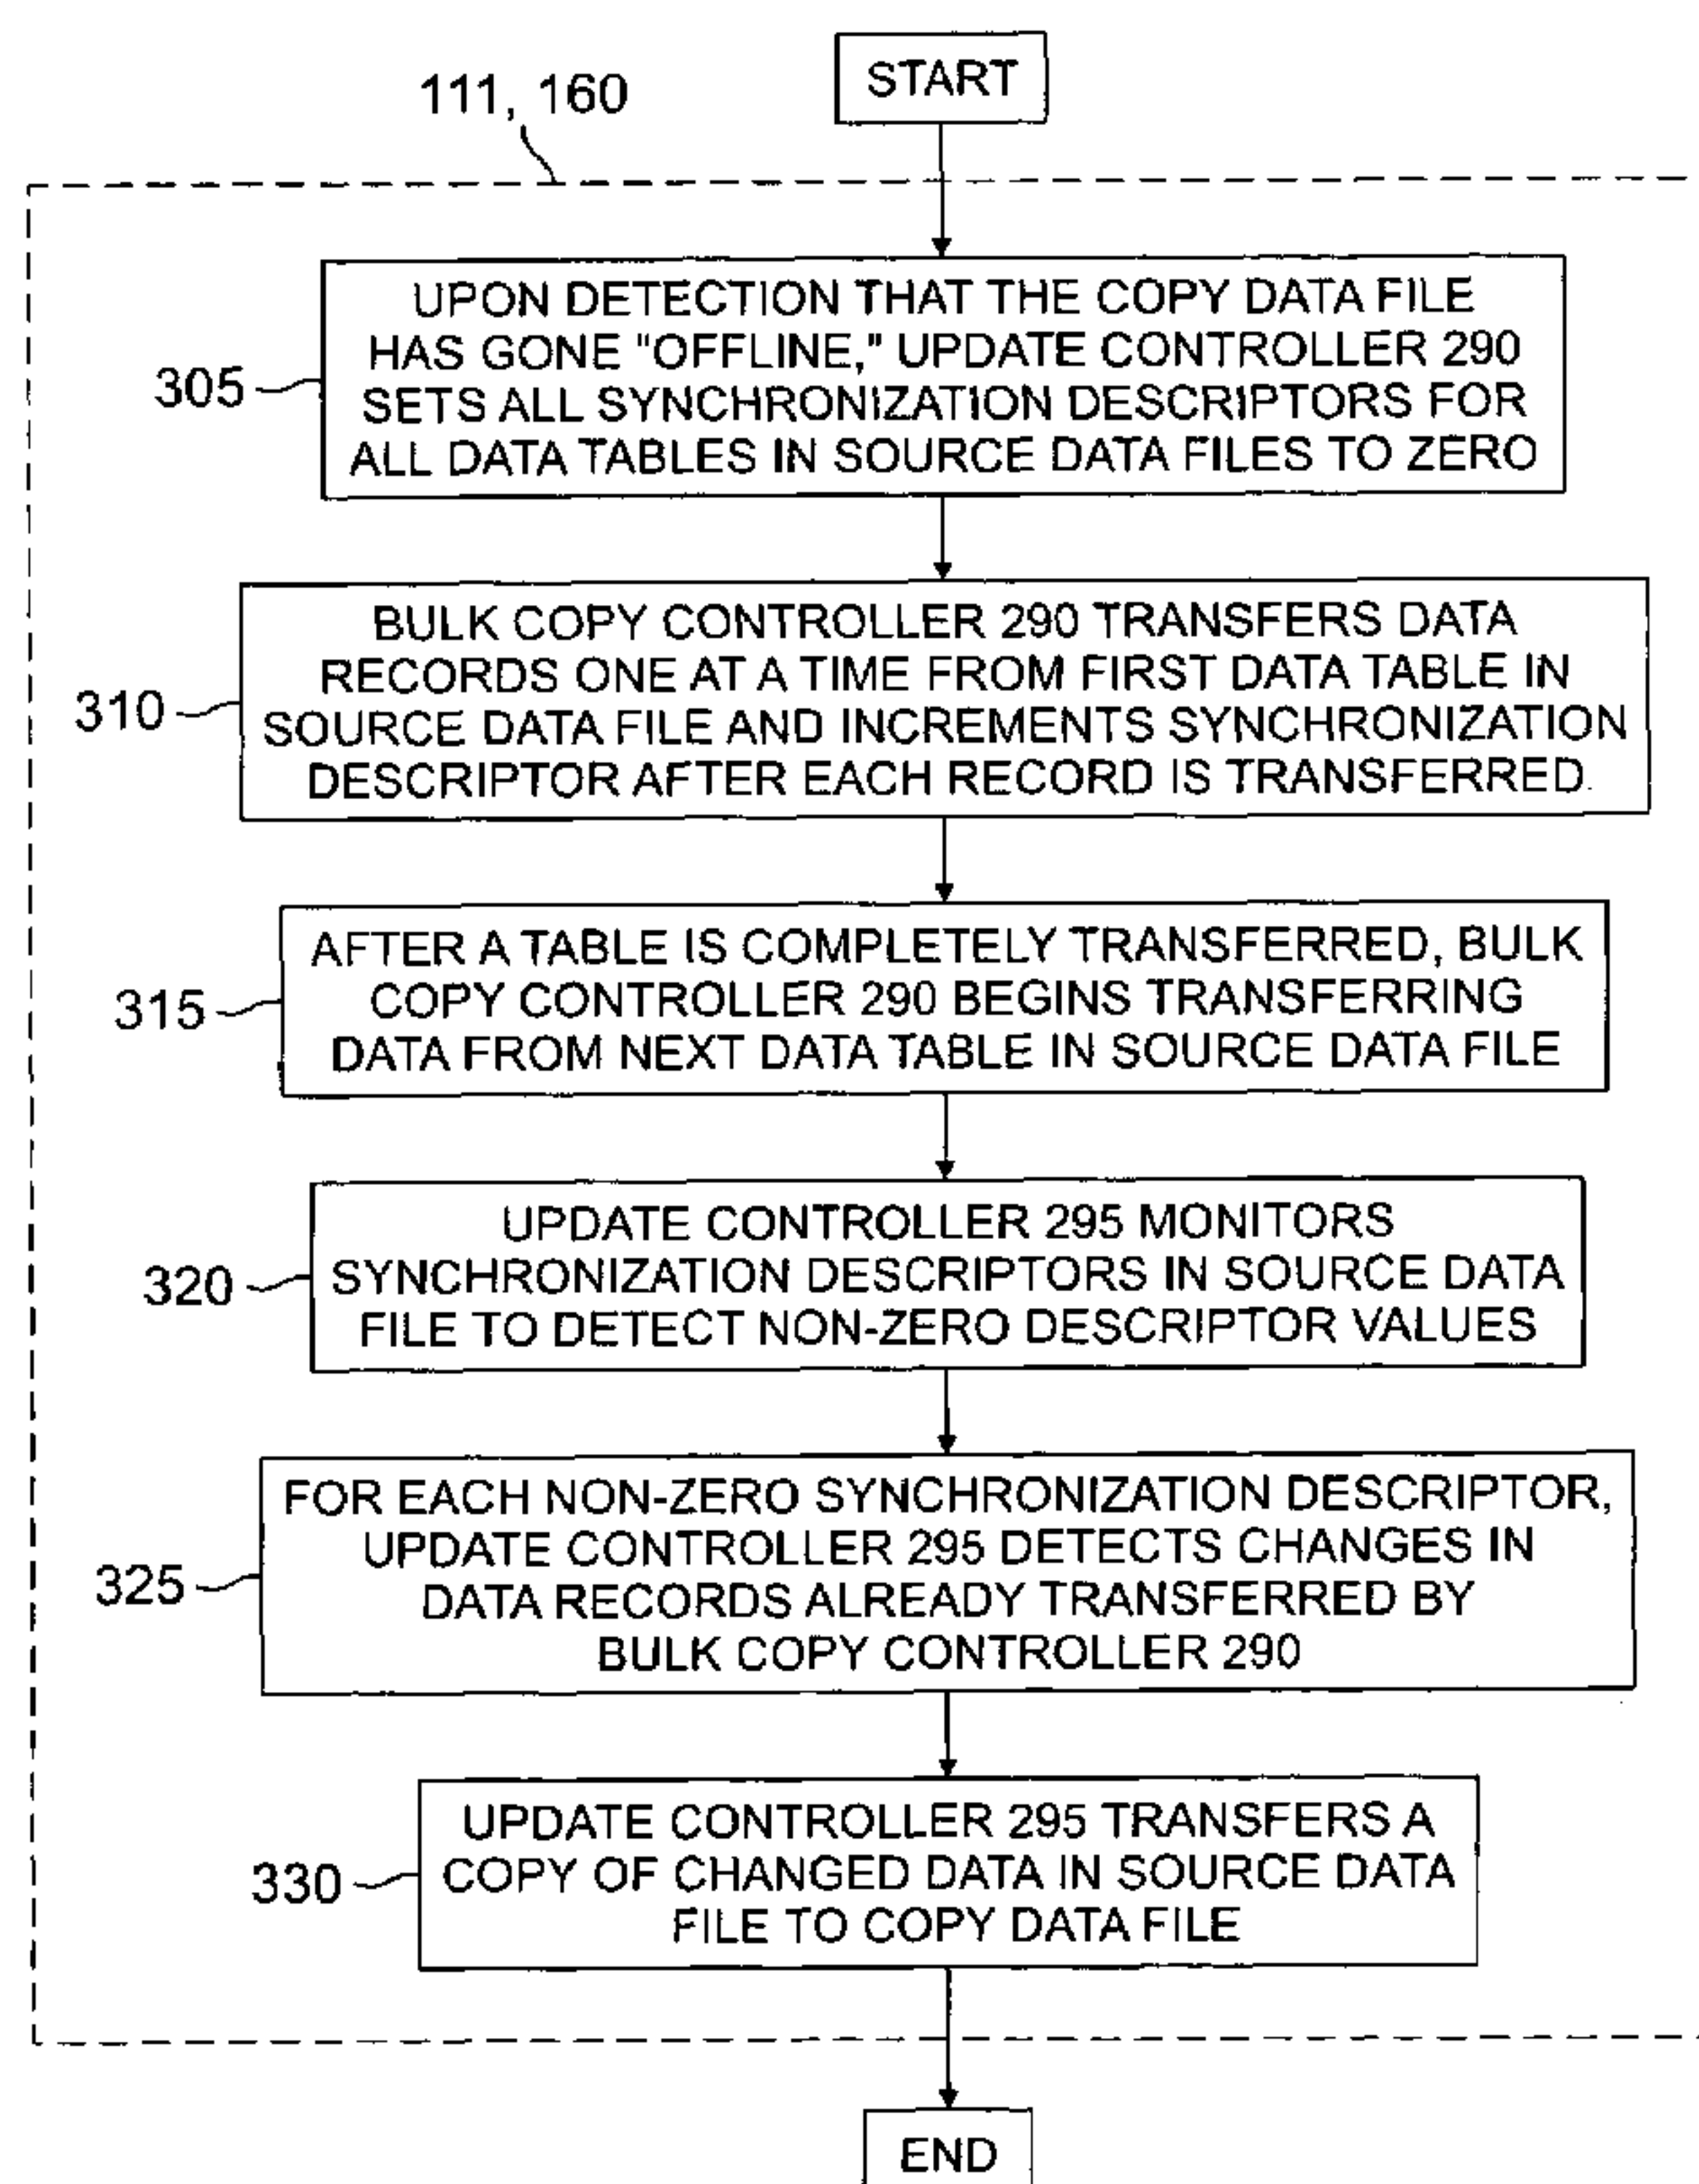 START
111, 160
UPON DETECTION THAT THE COPY DATA FILE
HAS GONE "OFFLINE," UPDATE CONTROLLER 290
SETS ALL SYNCHRONIZATION DESCRIPTORS FOR
ALL DATA TABLES IN SOURCE DATA FILES TO ZERO
305
BULK COPY CONTROLLER 290 TRANSFERS DATA
RECORDS ONE AT A TIME FROM FIRST DATA TABLE IN
SOURCE DATA FILE AND INCREMENTS SYNCHRONIZATION
DESCRIPTOR AFTER EACH RECORD IS TRANSFERRED.
310
AFTER A TABLE IS COMPLETELY TRANSFERRED, BULK
COPY CONTROLLER 290 BEGINS TRANSFERRING
DATA FROM NEXT DATA TABLE IN SOURCE DATA FILE
315
UPDATE CONTROLLER 295 MONITORS
SYNCHRONIZATION DESCRIPTORS IN SOURCE DATA
FILE TO DETECT NON-ZERO DESCRIPTOR VALUES
320
FOR EACH NON-ZERO SYNCHRONIZATION DESCRIPTOR,
UPDATE CONTROLLER 295 DETECTS CHANGES IN
DATA RECORDS ALREADY TRANSFERRED BY
BULK COPY CONTROLLER 290
325
UPDATE CONTROLLER 295 TRANSFERS A
COPY OF CHANGED DATA IN SOURCE DATA
FILE TO COPY DATA FILE
330
END